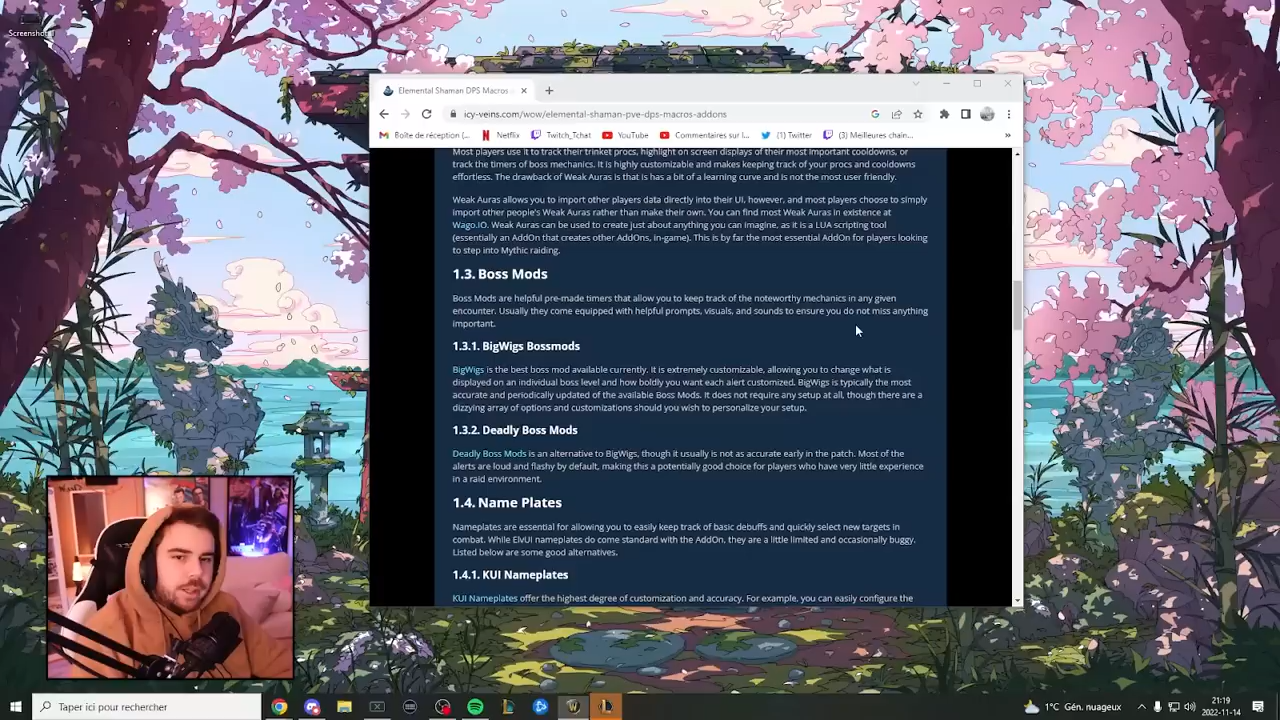 Screenshot
Elemental Shaman DPS Macros
icy-veins.com/wow/elemental-shaman-pve-dps-macros-addons
Boîte de réception (... Netflix Twitch_Tchat YouTube Commentaires sur l... (1) Twitter (3) Meilleures chain... »
Most players use it to track their trinket procs, highlight on screen displays of their most important cooldowns, or
track the timers of boss mechanics. It is highly customizable and makes keeping track of your procs and cooldowns
effortless. The drawback of Weak Auras is that is has a bit of a learning curve and is not the most user friendly.
Weak Auras allows you to import other players data directly into their UI, however, and most players choose to simply
import other people's Weak Auras rather than make their own. You can find most Weak Auras in existence at
Wago.IO. Weak Auras can be used to create just about anything you can imagine, as it is a LUA scripting tool
(essentially an AddOn that creates other AddOns, in-game). This is by far the most essential AddOn for players looking
to step into Mythic raiding.
1.3. Boss Mods
Boss Mods are helpful pre-made timers that allow you to keep track of the noteworthy mechanics in any given
encounter. Usually they come equipped with helpful prompts, visuals, and sounds to ensure you do not miss anything
important.
1.3.1. BigWigs Bossmods
BigWigs is the best boss mod available currently. It is extremely customizable, allowing you to change what is
displayed on an individual boss level and how boldly you want each alert customized. BigWigs is typically the most
accurate and periodically updated of the available Boss Mods. It does not require any setup at all, though there are a
dizzying array of options and customizations should you wish to personalize your setup.
1.3.2. Deadly Boss Mods
Deadly Boss Mods is an alternative to BigWigs, though it usually is not as accurate early in the patch. Most of the
alerts are loud and flashy by default, making this a potentially good choice for players who have very little experience
in a raid environment.
1.4. Name Plates
Nameplates are essential for allowing you to easily keep track of basic debuffs and quickly select new targets in
combat. While ElvUI nameplates do come standard with the AddOn, they are a little limited and occasionally buggy.
Listed below are some good alternatives.
1.4.1. KUI Nameplates
KUI Nameplates offer the highest degree of customization and accuracy. For example, you can easily configure the
Taper ici pour rechercher
1°C Gén. nuageux
21:19
2022-11-14